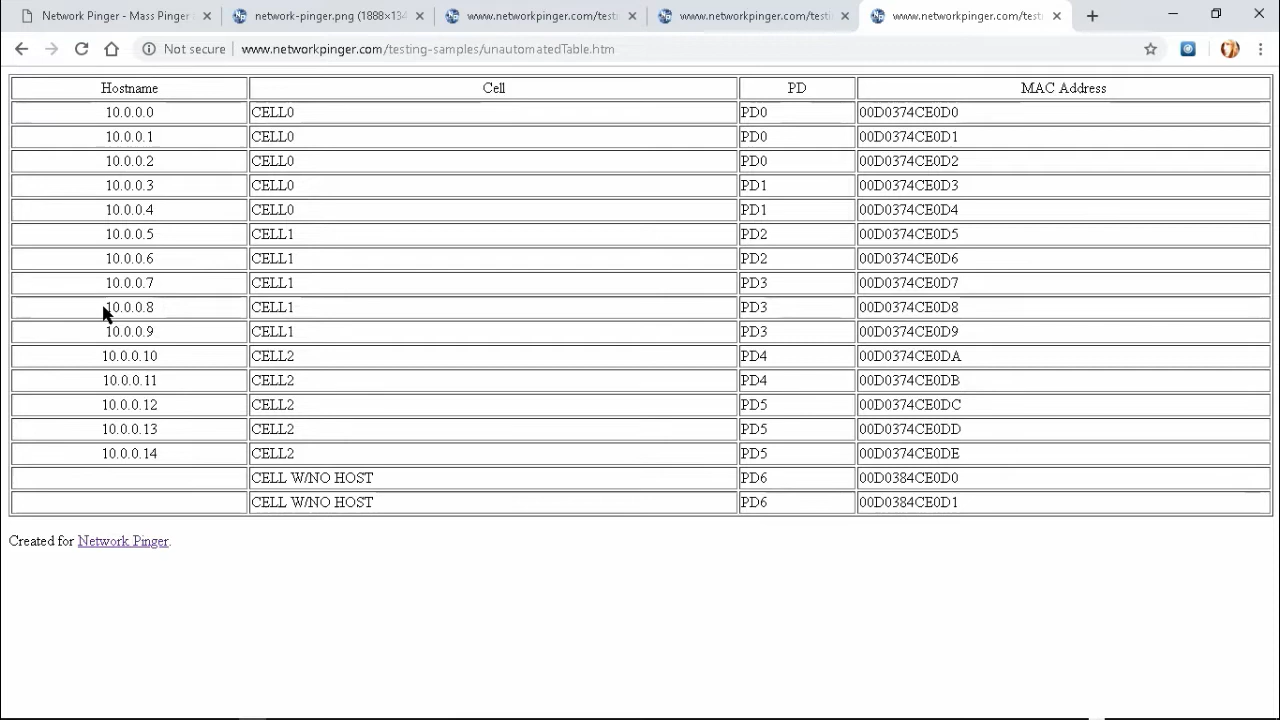 Network Pinger - Mass Pinger
network-pinger.png (1888×13
www.networkpinger.com/test
www.networkpinger.com/testi
www.networkpinger.com/test
Not secure www.networkpinger.com/testing-samples/unautomatedTable.htm
Hostname Cell PD MAC Address
10.0.0.0 CELL0 PD0 00D0374CE0D0
10.0.0.1 CELL0 PD0 00D0374CE0D1
10.0.0.2 CELL0 PD0 00D0374CE0D2
10.0.0.3 CELL0 PD1 00D0374CE0D3
10.0.0.4 CELL0 PD1 00D0374CE0D4
10.0.0.5 CELL1 PD2 00D0374CE0D5
10.0.0.6 CELL1 PD2 00D0374CE0D6
10.0.0.7 CELL1 PD3 00D0374CE0D7
10.0.0.8 CELL1 PD3 00D0374CE0D8
10.0.0.9 CELL1 PD3 00D0374CE0D9
10.0.0.10 CELL2 PD4 00D0374CE0DA
10.0.0.11 CELL2 PD4 00D0374CE0DB
10.0.0.12 CELL2 PD5 00D0374CE0DC
10.0.0.13 CELL2 PD5 00D0374CE0DD
10.0.0.14 CELL2 PD5 00D0374CE0DE
CELL W/NO HOST PD6 00D0384CE0D0
CELL W/NO HOST PD6 00D0384CE0D1
Created for Network Pinger.